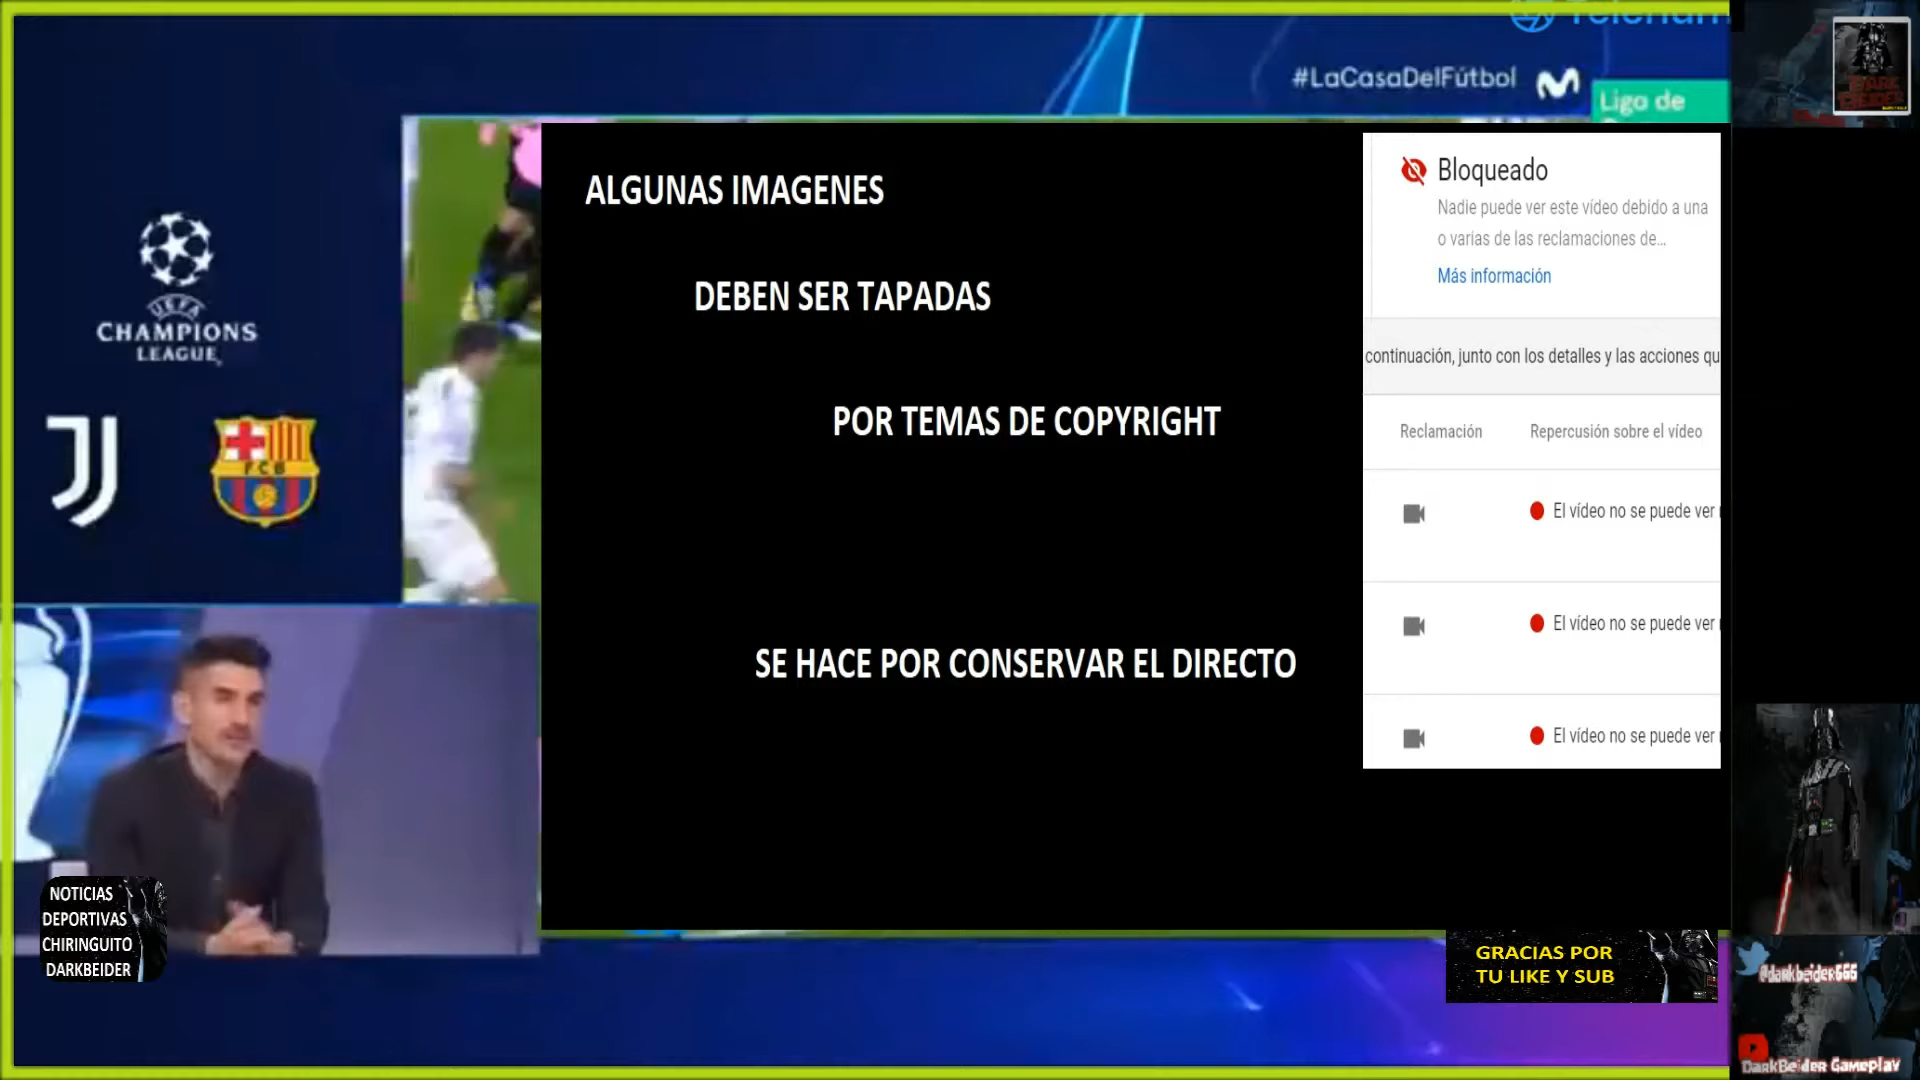 #LaCasaDelFútbol
Liga de
ALGUNAS IMAGENES
DEBEN SER TAPADAS
POR TEMAS DE COPYRIGHT
SE HACE POR CONSERVAR EL DIRECTO
Bloqueado
Nadie puede ver este vídeo debido a una
o varias de las reclamaciones de...
Más información
continuación, junto con los detalles y las acciones qu
Reclamación Repercusión sobre el vídeo
El vídeo no se puede ver
El vídeo no se puede ver
El vídeo no se puede ver
UEFA
CHAMPIONS
LEAGUE
FCB
NOTICIAS
DEPORTIVAS
CHIRINGUITO
DARKBEIDER
GRACIAS POR
TU LIKE Y SUB
@darkbeider666
DarkBeider Gameplay